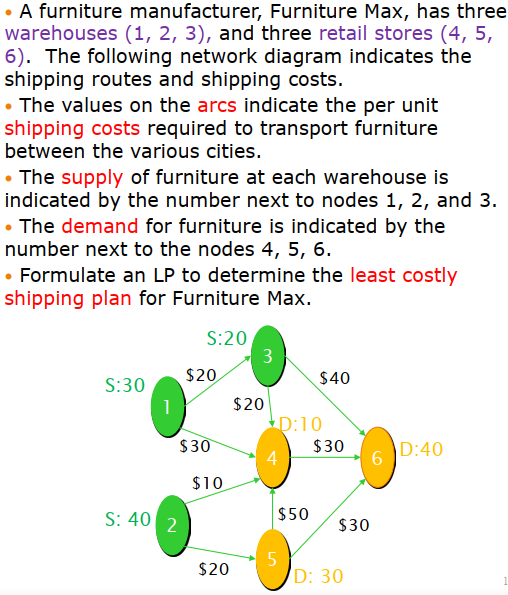 • A furniture manufacturer, Furniture Max, has three
warehouses (1, 2, 3), and three retail stores (4, 5,
6).  The following network diagram indicates the
shipping routes and shipping costs.
• The values on the arcs indicate the per unit
shipping costs required to transport furniture
between the various cities.
• The supply of furniture at each warehouse is
indicated by the number next to nodes 1, 2, and 3.
• The demand for furniture is indicated by the
number next to the nodes 4, 5, 6.
• Formulate an LP to determine the least costly
shipping plan for Furniture Max.
S:20
3
$20
$40
S:30
1
$20
D:10
$30
4
$30
6
D:40
$10
S: 40
2
$50
$30
$20
5
D: 30
1